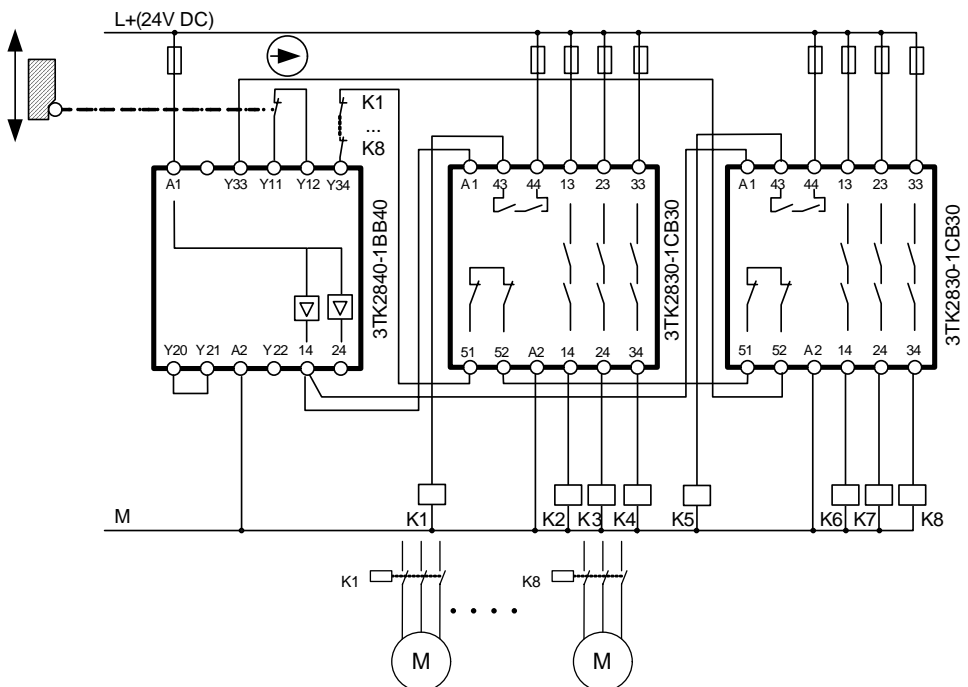 L+(24V DC)
K1
...
K8
A1
Y33
Y11
Y12
Y34
A1
43
44
13
23
33
A1
43
44
13
23
33
3TK2840-1BB40
3TK2830-1CB30
3TK2830-1CB30
Y20
Y21
A2
Y22
14
24
51
52
A2
14
24
34
51
52
A2
14
24
34
M
K1
K2
K3
K4
K5
K6
K7
K8
K1
K8
M
M